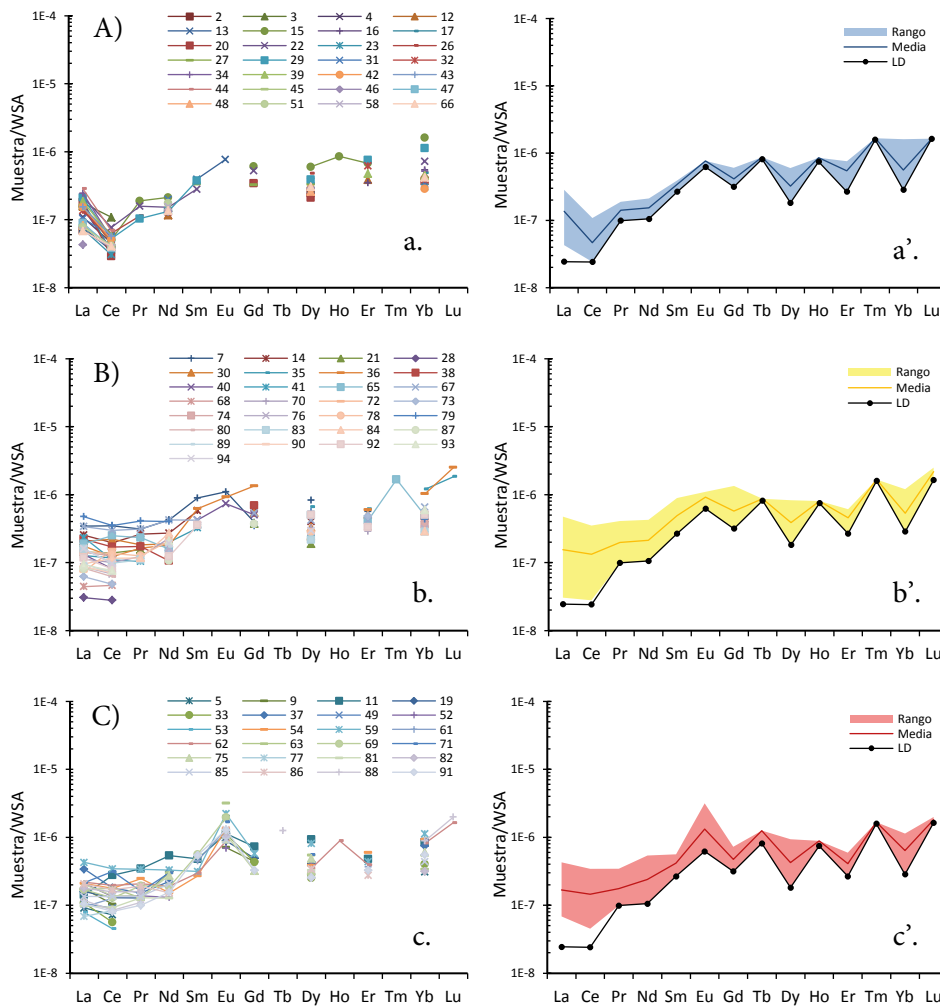 A)
2 3 4 12
13 15 16 17
20 22 23 26
27 29 31 32
34 39 42 43
44 45 46 47
48 51 58 66
Muestra/WSA
1E-4
1E-5
1E-6
1E-7
1E-8
a.
La Ce Pr Nd Sm Eu Gd Tb Dy Ho Er Tm Yb Lu
Rango
Media
LD
Muestra/WSA
1E-4
1E-5
1E-6
1E-7
1E-8
a'.
La Ce Pr Nd Sm Eu Gd Tb Dy Ho Er Tm Yb Lu
B)
7 14 21 28
30 35 36 38
40 41 65 67
68 70 72 73
74 76 78 79
80 83 84 87
89 90 92 93
94
Muestra/WSA
1E-4
1E-5
1E-6
1E-7
1E-8
b.
La Ce Pr Nd Sm Eu Gd Tb Dy Ho Er Tm Yb Lu
Rango
Media
LD
Muestra/WSA
1E-4
1E-5
1E-6
1E-7
1E-8
b'.
La Ce Pr Nd Sm Eu Gd Tb Dy Ho Er Tm Yb Lu
C)
5 9 11 19
33 37 49 52
53 54 59 61
62 63 69 71
75 77 81 82
85 86 88 91
Muestra/WSA
1E-4
1E-5
1E-6
1E-7
1E-8
c.
La Ce Pr Nd Sm Eu Gd Tb Dy Ho Er Tm Yb Lu
Rango
Media
LD
Muestra/WSA
1E-4
1E-5
1E-6
1E-7
1E-8
c'.
La Ce Pr Nd Sm Eu Gd Tb Dy Ho Er Tm Yb Lu